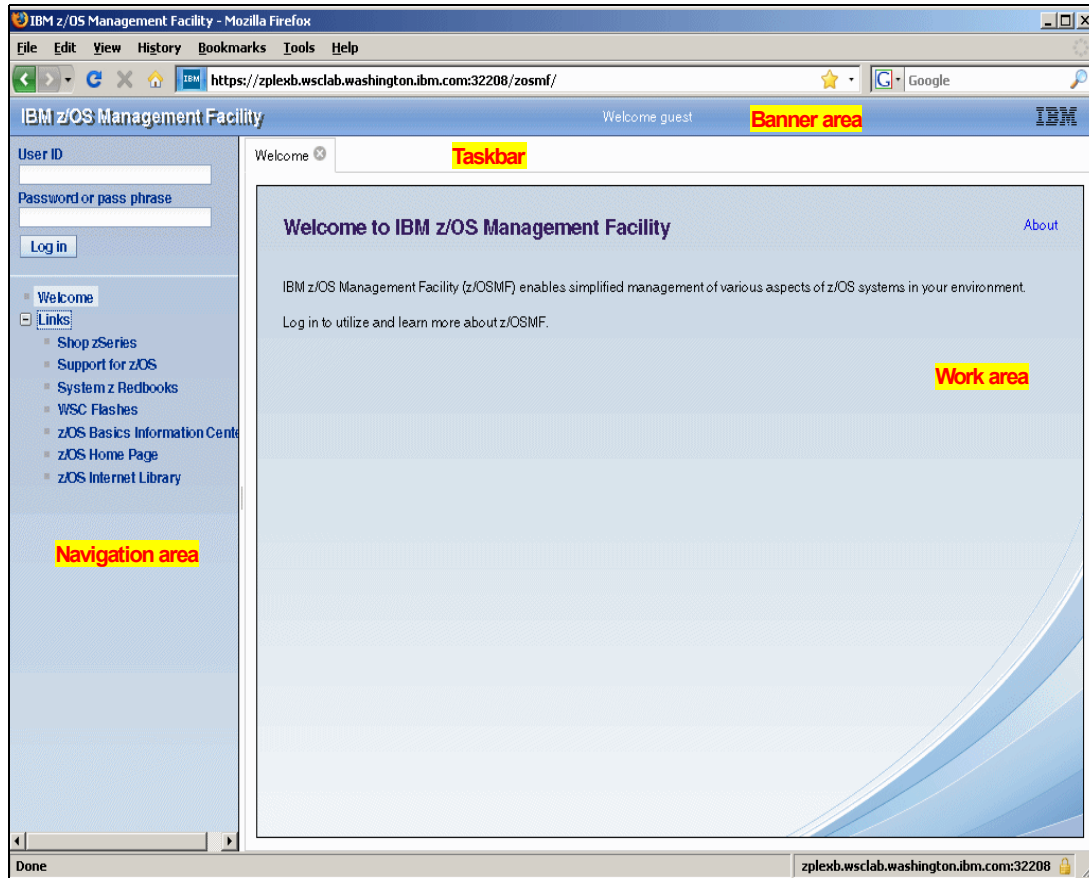 IBM z/OS Management Facility - Mozilla Firefox
File Edit View History Bookmarks Tools Help
https://zplexb.wsclab.washington.ibm.com:32208/zosmf/
G Google
IBM z/OS Management Facility
Welcome guest
Banner area
IBM
User ID
Password or pass phrase
Log in
Welcome
Links
Shop zSeries
Support for z/OS
System z Redbooks
WSC Flashes
z/OS Basics Information Cente
z/OS Home Page
z/OS Internet Library
Navigation area
Welcome
Taskbar
Welcome to IBM z/OS Management Facility
About
IBM z/OS Management Facility (z/OSMF) enables simplified management of various aspects of z/OS systems in your environment.
Log in to utilize and learn more about z/OSMF.
Work area
Done
zplexb.wsclab.washington.ibm.com:32208